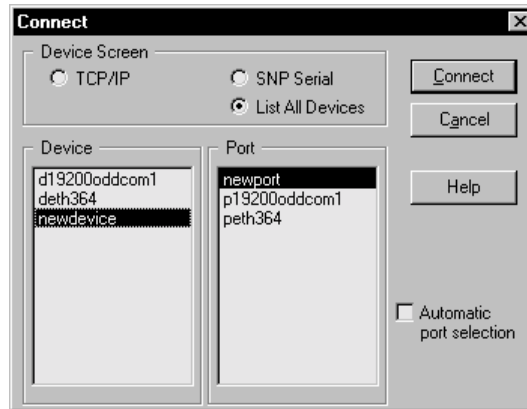 Connect
Device Screen
TCP/IP
SNP Serial
List All Devices
Connect
Cancel
Device
d19200oddcom1
deth364
newdevice
Port
newport
p19200oddcom1
peth364
Help
Automatic
port selection